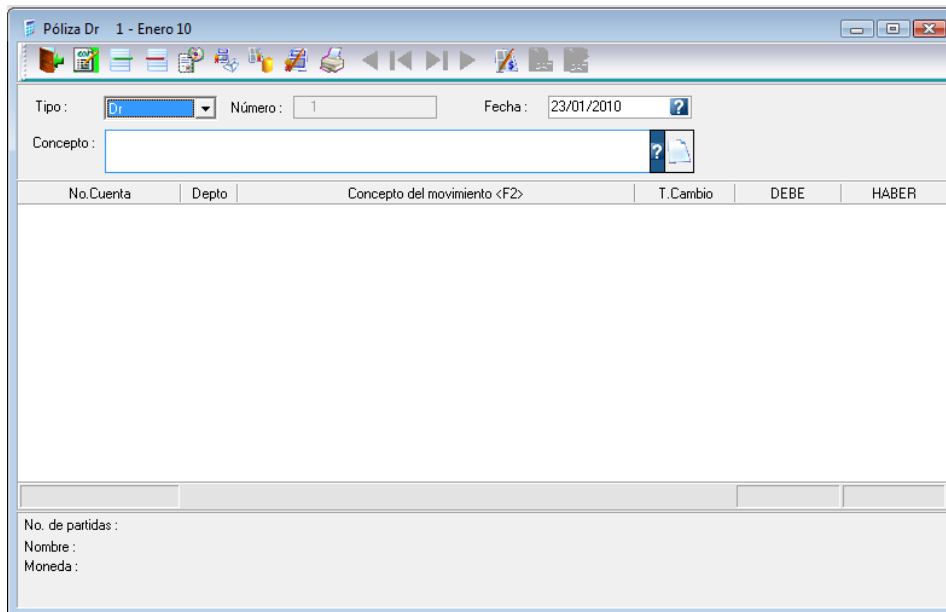 Póliza Dr 1 - Enero 10
Tipo : Dr Número : 1 Fecha : 23/01/2010 ?
Concepto : ?
No.Cuenta Depto Concepto del movimiento <F2> T.Cambio DEBE HABER
No. de partidas :
Nombre :
Moneda :